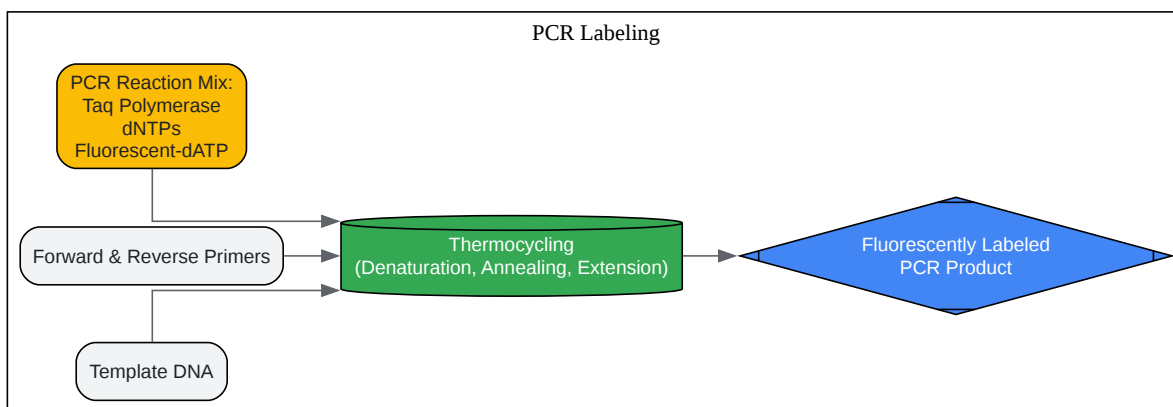 PCR Labeling
PCR Reaction Mix:
Taq Polymerase
dNTPs
Fluorescent-dATP
Forward & Reverse Primers
Template DNA
Thermocycling
(Denaturation, Annealing, Extension)
Fluorescently Labeled
PCR Product